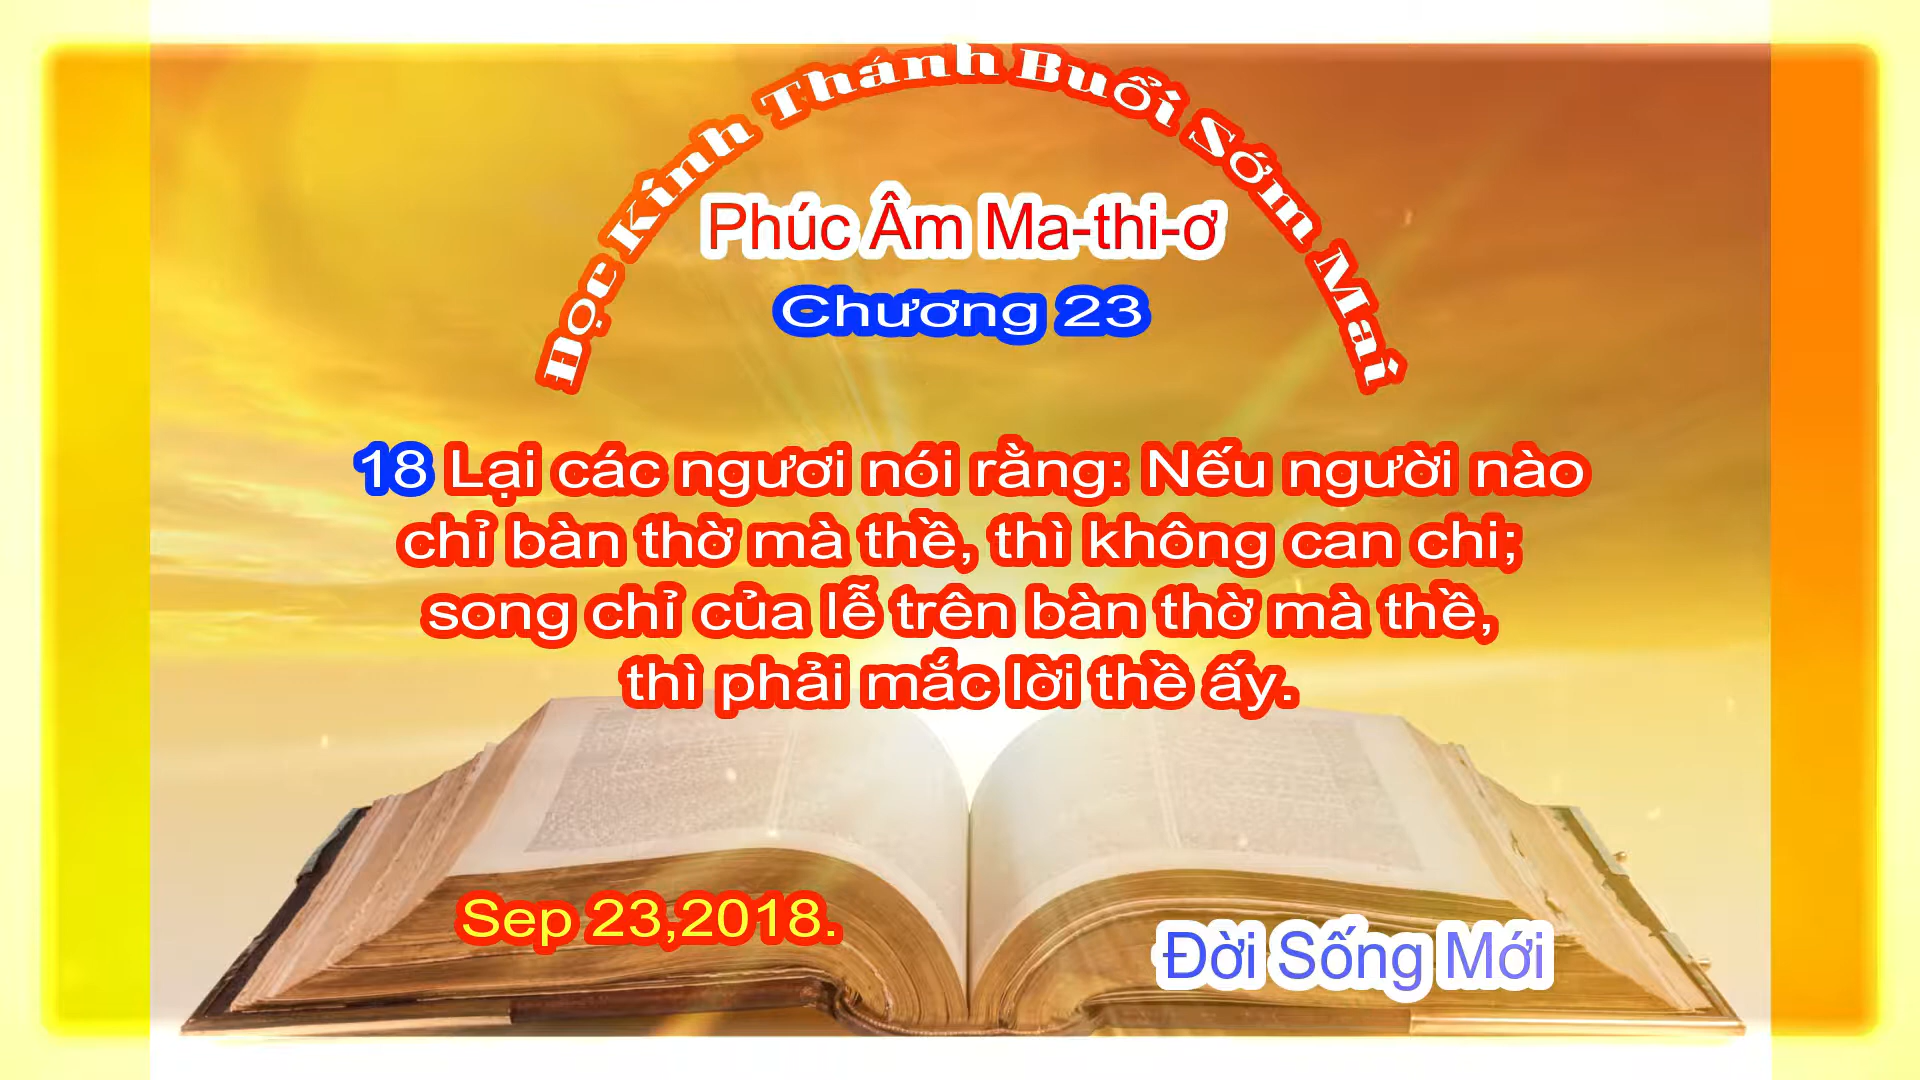 Đọc Kinh Thánh Buổi Sớm Mai
Phúc Âm Ma-thi-ơ
Chương 23
18 Lại các ngươi nói rằng: Nếu người nào
chỉ bàn thờ mà thề, thì không can chi;
song chỉ của lễ trên bàn thờ mà thề,
thì phải mắc lời thề ấy.
Sep 23,2018.
Đời Sống Mới